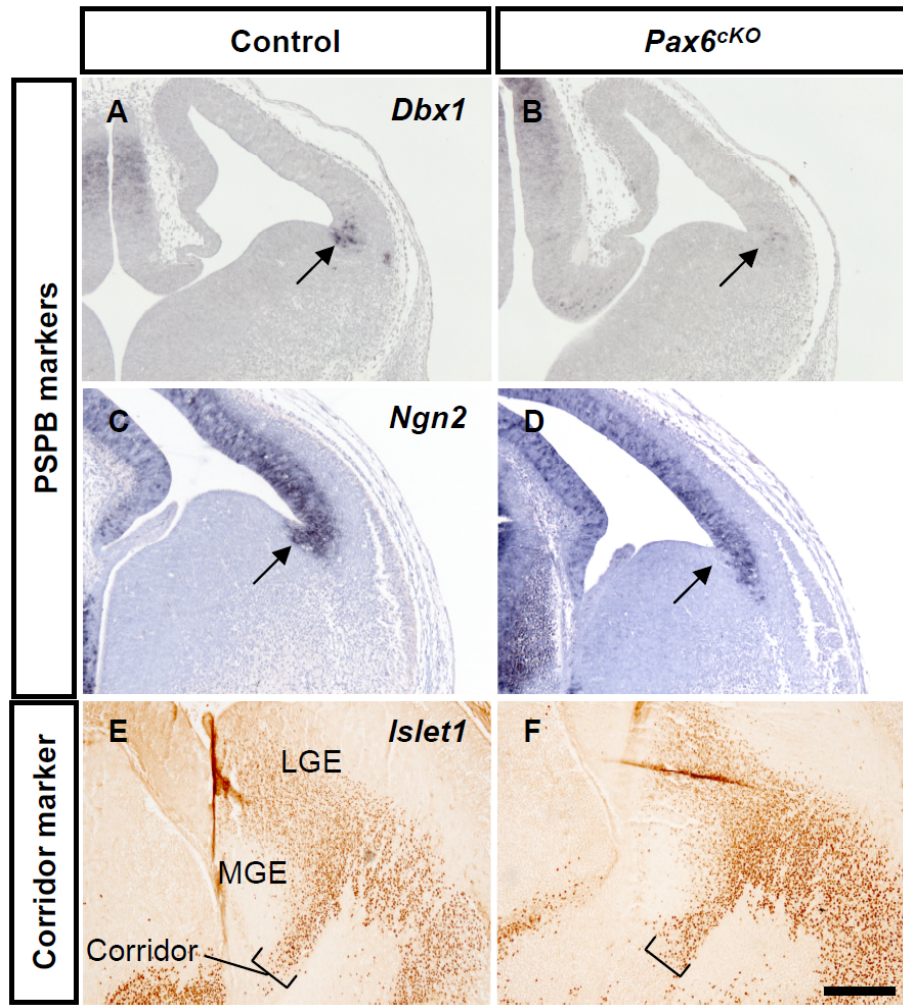 Control
Pax6cKO
PSPB markers
A
Dbx1
B
C
Ngn2
D
Corridor marker
E
Islet1
F
LGE
MGE
Corridor